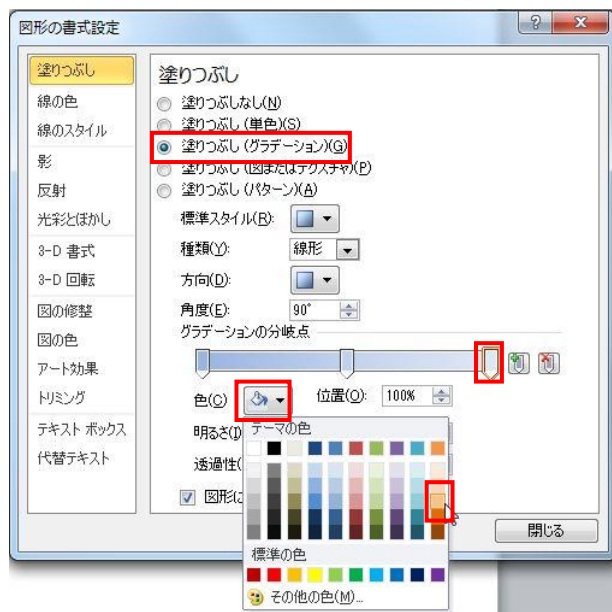 図形の書式設定
塗りつぶし
線の色
線のスタイル
影
反射
光彩とぼかし
3-D 書式
3-D 回転
図の修整
図の色
アート効果
トリミング
テキスト ボックス
代替テキスト
塗りつぶし
塗りつぶしなし(N)
塗りつぶし (単色)(S)
塗りつぶし (グラデーション)(G)
塗りつぶし (図またはテクスチャ)(P)
塗りつぶし (パターン)(A)
標準スタイル(R):
種類(Y): 線形
方向(D):
角度(E): 90°
グラデーションの分岐点
色(C) 位置(O): 100%
明るさ(I)
透過性(
図形に
テーマの色
標準の色
その他の色(M)...
閉じる